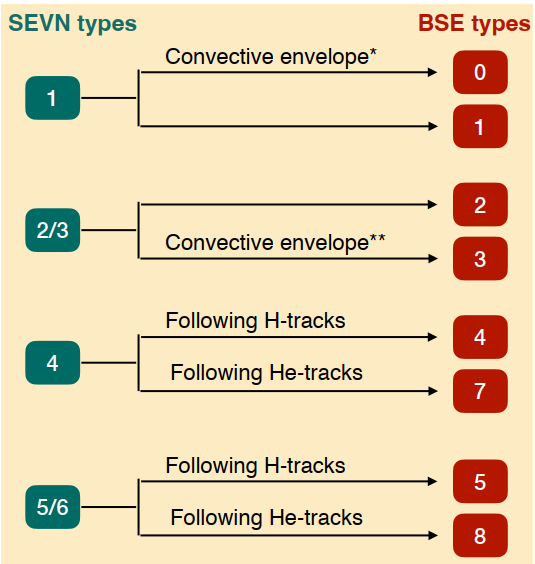 SEVN types BSE types
Convective envelope*
0
1
1
2
2/3
Convective envelope**
3
Following H-tracks
4
4
Following He-tracks
7
Following H-tracks
5
5/6
Following He-tracks
8